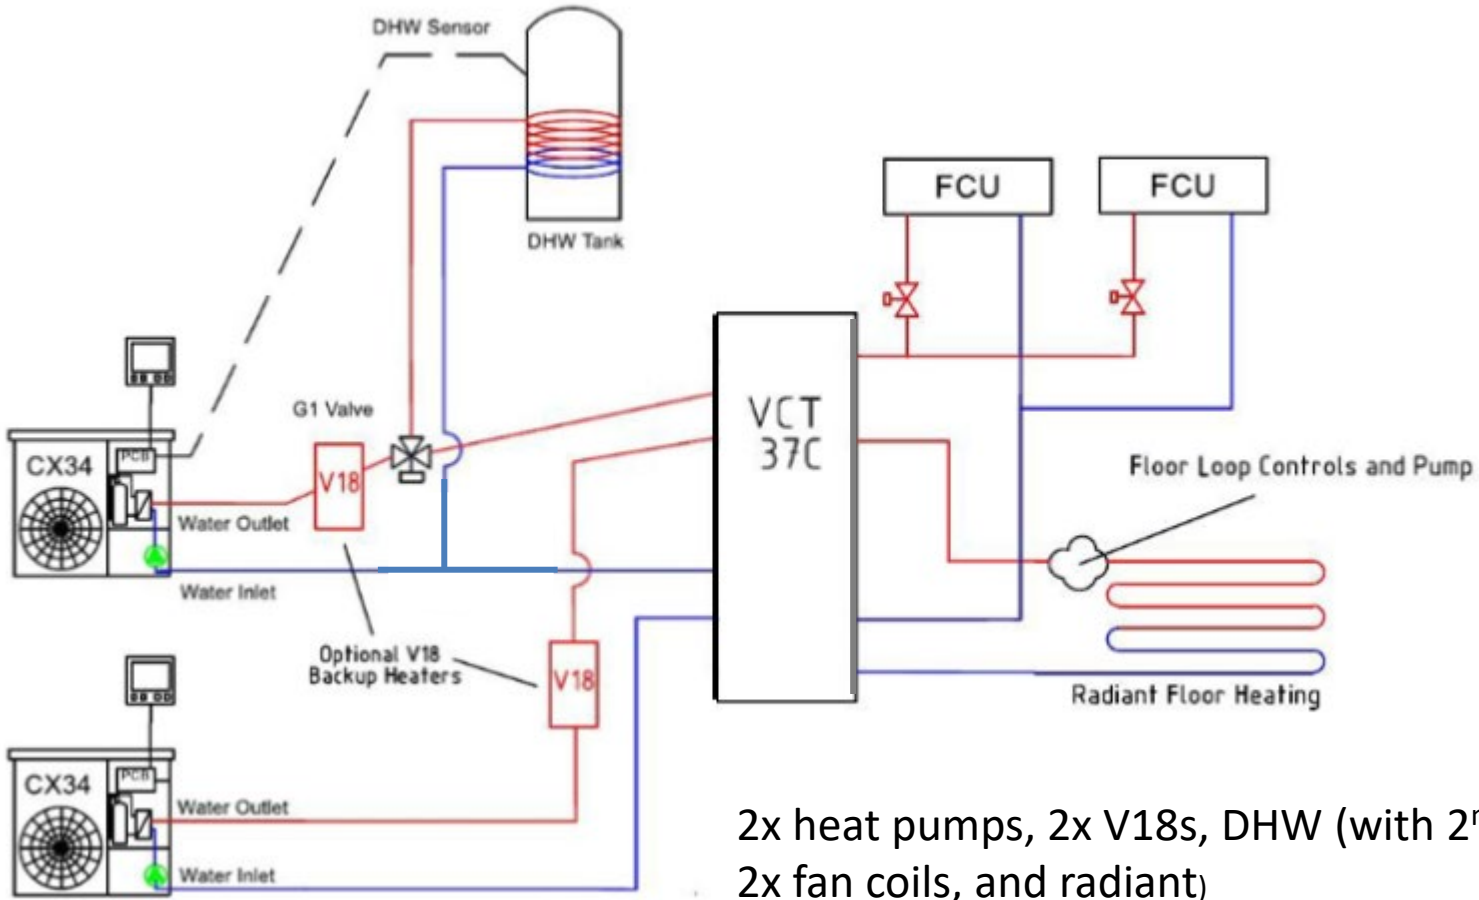 DHW Sensor
DHW Tank
FCU
FCU
G1 Valve
VCT
37C
CX34
PCB
V18
Water Outlet
Water Inlet
Floor Loop Controls and Pump
Optional V18
Backup Heaters
V18
Radiant Floor Heating
CX34
PCB
Water Outlet
Water Inlet
2x heat pumps, 2x V18s, DHW (with 2
2x fan coils, and radiant)